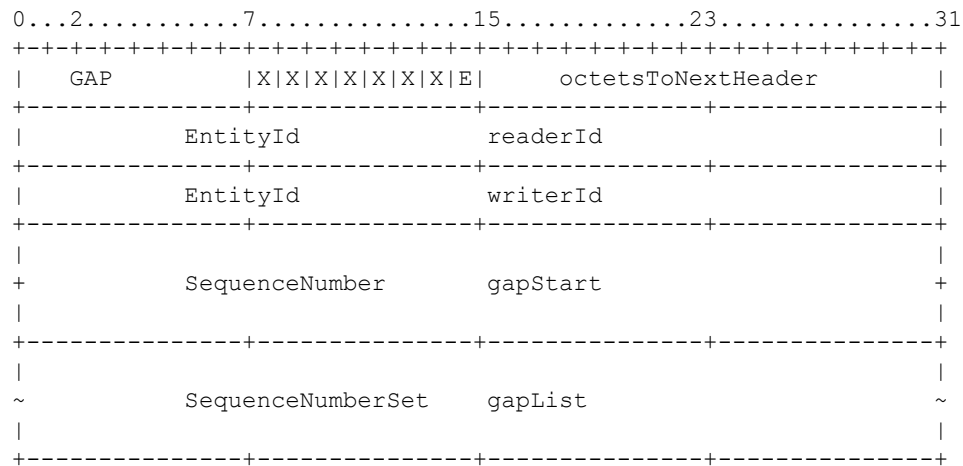 0...2...........7...............15.............23...............31
+-+-+-+-+-+-+-+-+-+-+-+-+-+-+-+-+-+-+-+-+-+-+-+-+-+-+-+-+-+-+-+-+
|   GAP         |X|X|X|X|X|X|X|E|     octetsToNextHeader        |
+---------------+---------------+---------------+---------------+
|           EntityId            readerId                        |
+---------------+---------------+---------------+---------------+
|           EntityId            writerId                        |
+---------------+---------------+---------------+---------------+
|                                                               |
+           SequenceNumber      gapStart                        +
|                                                               |
+---------------+---------------+---------------+---------------+
|                                                               |
~           SequenceNumberSet   gapList                         ~
|                                                               |
+---------------+---------------+---------------+---------------+